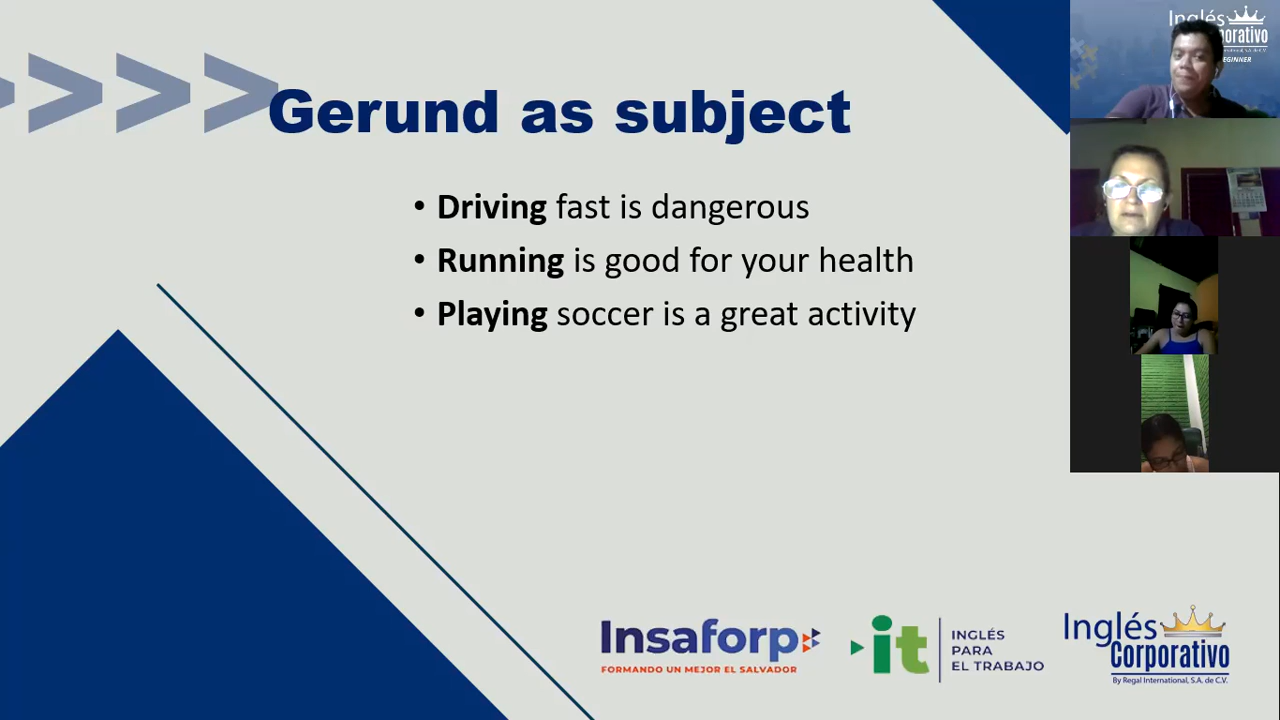 Gerund as subject
• Driving fast is dangerous
• Running is good for your health
• Playing soccer is a great activity
Insaforp
FORMANDO UN MEJOR EL SALVADOR
it
INGLÉS
PARA
EL TRABAJO
Inglés
Corporativo
By Regal International, S.A. de C.V.
Inglés